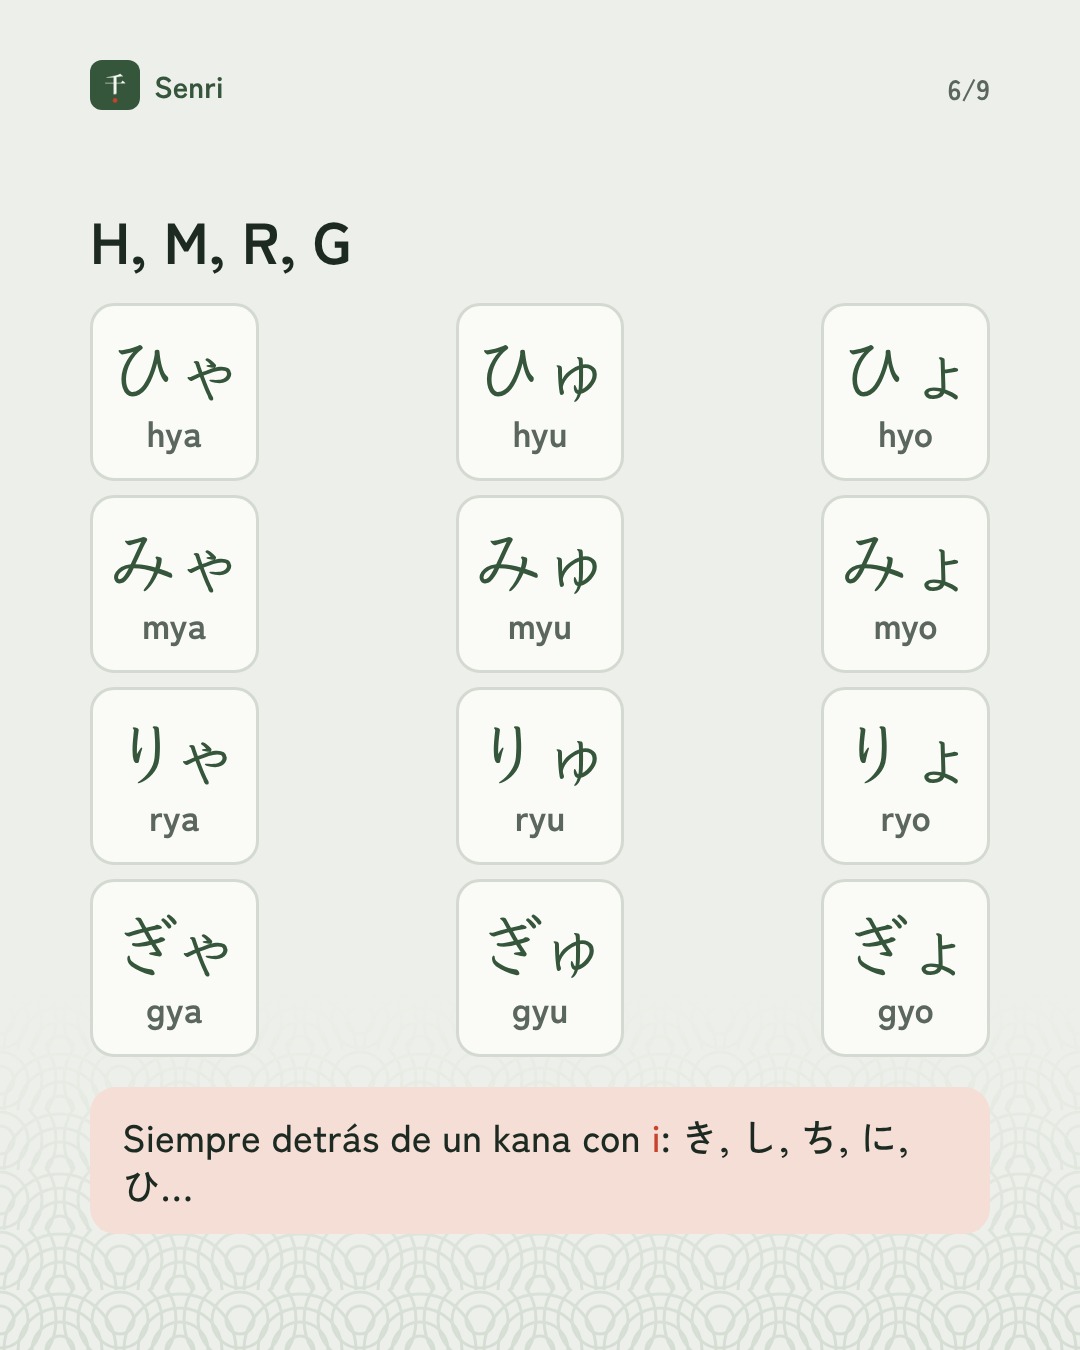 千 Senri 6/9
H, M, R, G
ひゃ ひゅ ひょ
hya hyu hyo
みゃ みゅ みょ
mya myu myo
りゃ りゅ りょ
rya ryu ryo
ぎゃ ぎゅ ぎょ
gya gyu gyo
Siempre detrás de un kana con i: き, し, ち, に,
ひ...